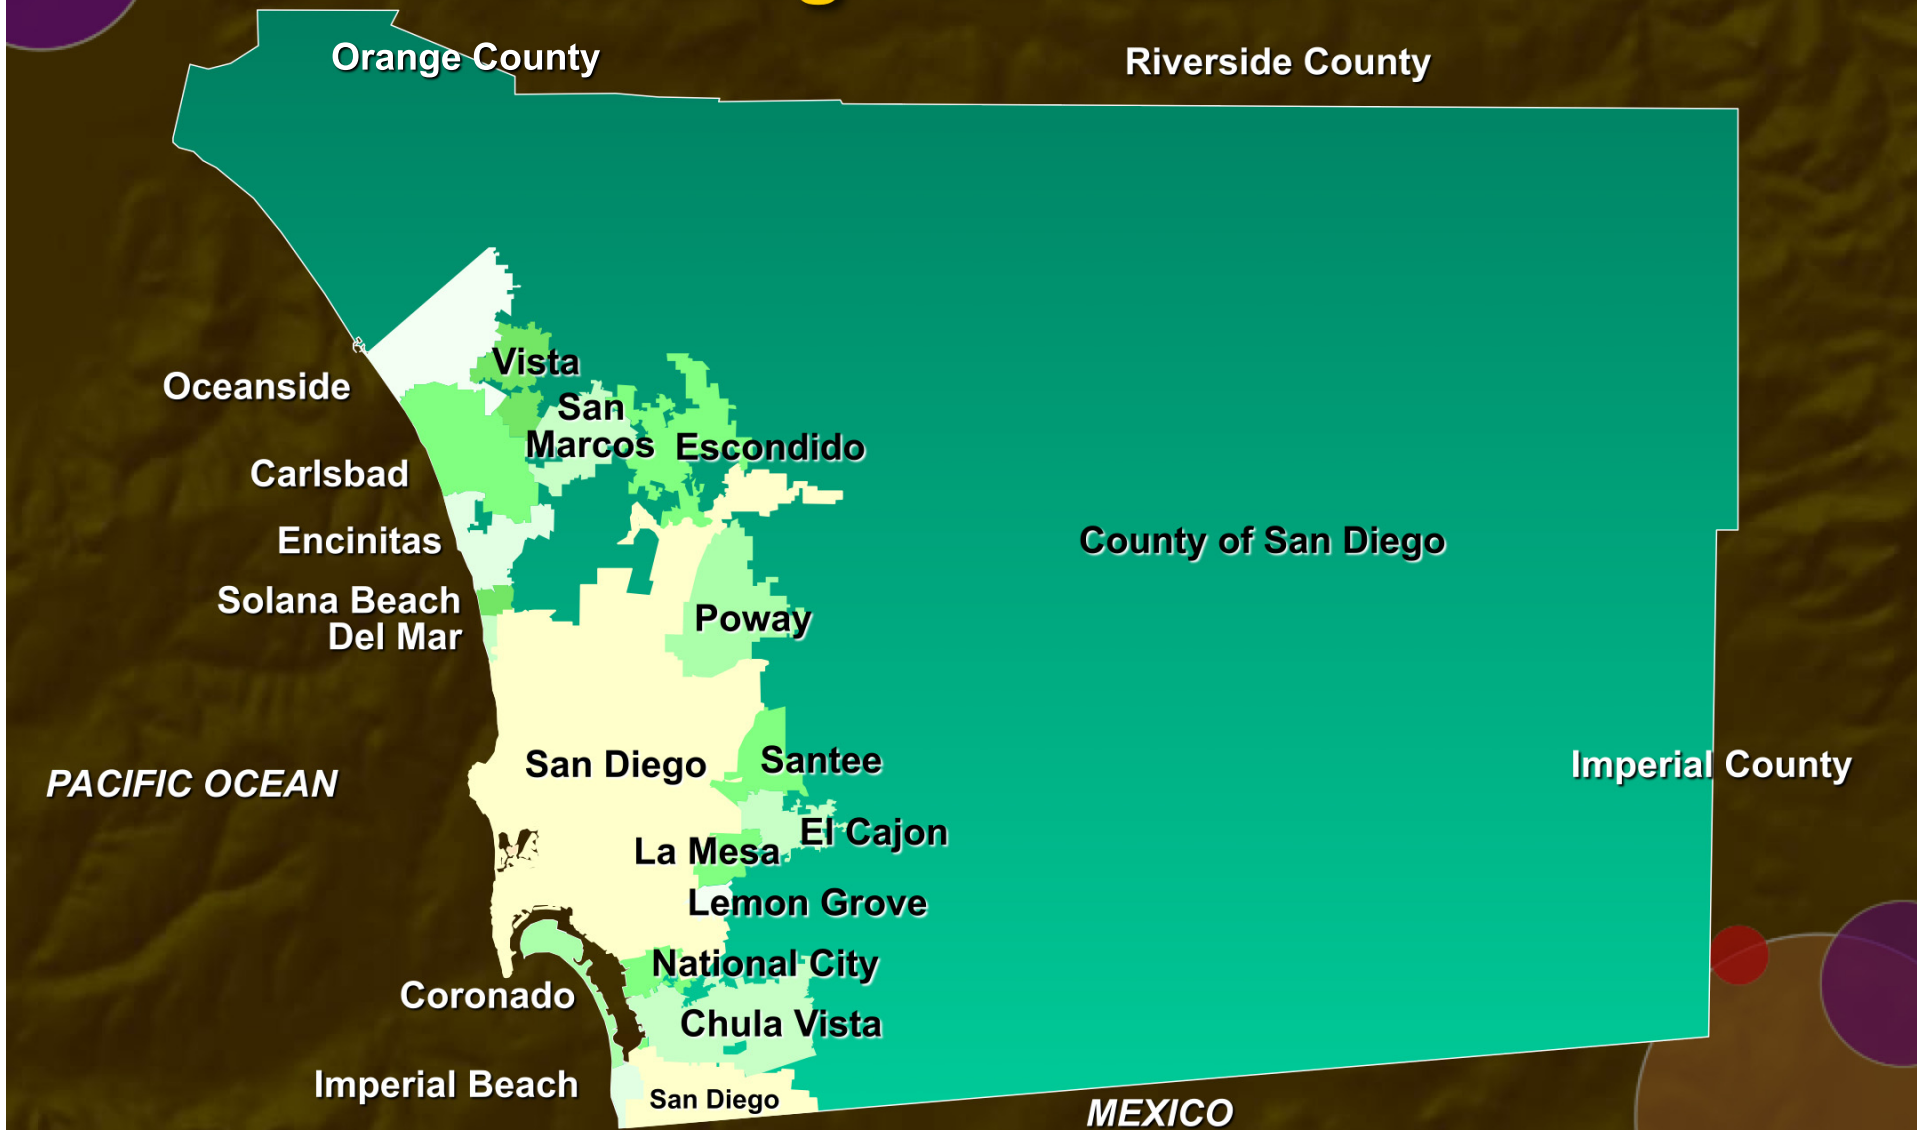 Orange County
Riverside County
Vista
Oceanside
San
Marcos
Escondido
Carlsbad
Encinitas
County of San Diego
Solana Beach
Del Mar
Poway
San Diego
Santee
Imperial County
PACIFIC OCEAN
El Cajon
La Mesa
Lemon Grove
National City
Coronado
Chula Vista
Imperial Beach
San Diego
MEXICO